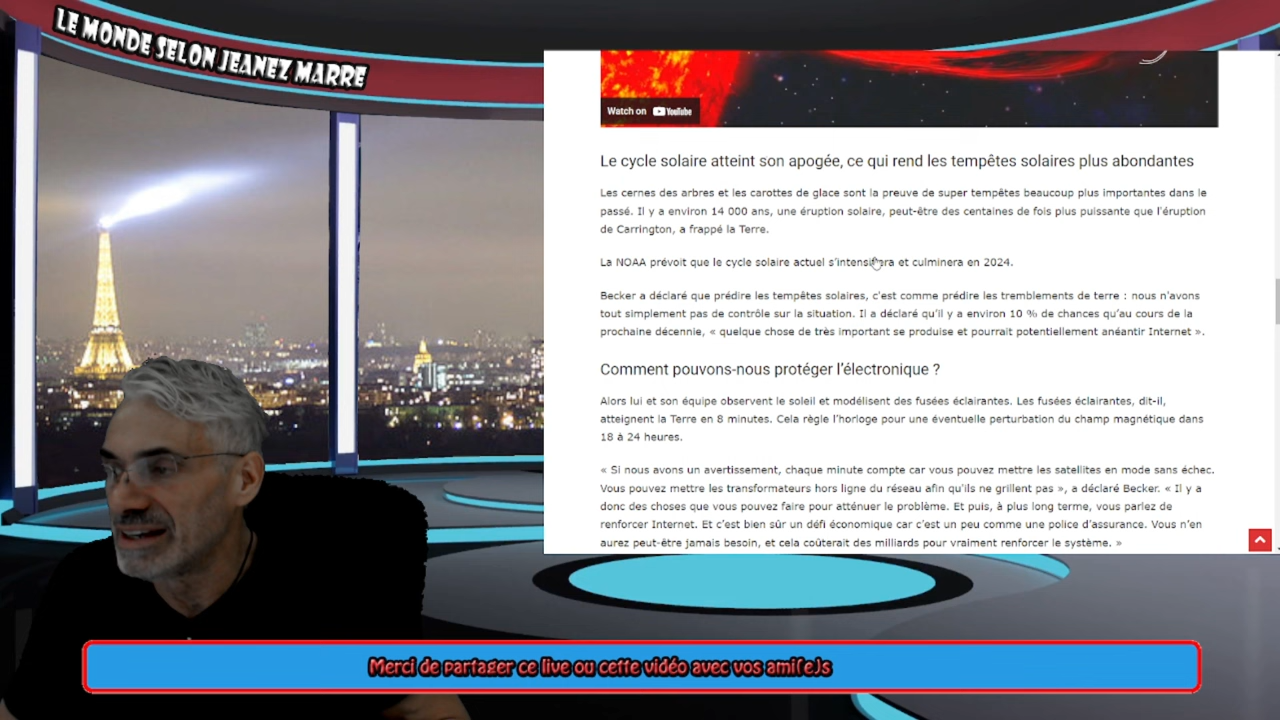 LE MONDE SELON JEANEZ MARRE
Watch on YouTube
Le cycle solaire atteint son apogée, ce qui rend les tempêtes solaires plus abondantes
Les cernes des arbres et les carottes de glace sont la preuve de super tempêtes beaucoup plus importantes dans le
passé. Il y a environ 14 000 ans, une éruption solaire, peut-être des centaines de fois plus puissante que l'éruption
de Carrington, a frappé la Terre.
La NOAA prévoit que le cycle solaire actuel s'intensifiera et culminera en 2024.
Becker a déclaré que prédire les tempêtes solaires, c'est comme prédire les tremblements de terre : nous n'avons
tout simplement pas de contrôle sur la situation. Il a déclaré qu'il y a environ 10 % de chances qu'au cours de la
prochaine décennie, « quelque chose de très important se produise et pourrait potentiellement anéantir Internet ».
Comment pouvons-nous protéger l'électronique ?
Alors lui et son équipe observent le soleil et modélisent des fusées éclairantes. Les fusées éclairantes, dit-il,
atteignent la Terre en 8 minutes. Cela règle l'horloge pour une éventuelle perturbation du champ magnétique dans
18 à 24 heures.
« Si nous avons un avertissement, chaque minute compte car vous pouvez mettre les satellites en mode sans échec.
Vous pouvez mettre les transformateurs hors ligne du réseau afin qu'ils ne grillent pas », a déclaré Becker. « Il y a
donc des choses que vous pouvez faire pour atténuer le problème. Et puis, à plus long terme, vous parlez de
renforcer Internet. Et c'est bien sûr un défi économique car c'est un peu comme une police d'assurance. Vous n'en
aurez peut-être jamais besoin, et cela coûterait des milliards pour vraiment renforcer le système. »
Merci de partager ce live ou cette vidéo avec vos ami(e)s